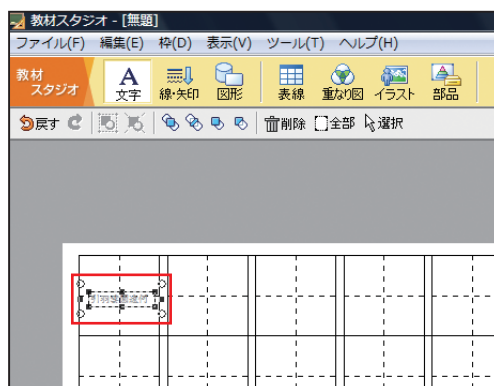 教材スタジオ - [無題]
ファイル(F) 編集(E) 枠(D) 表示(V) ツール(T) ヘルプ(H)
教材スタジオ 文字 線・矢印 図形 表線 重なり図 イラスト 部品
戻す 削除 全部 選択